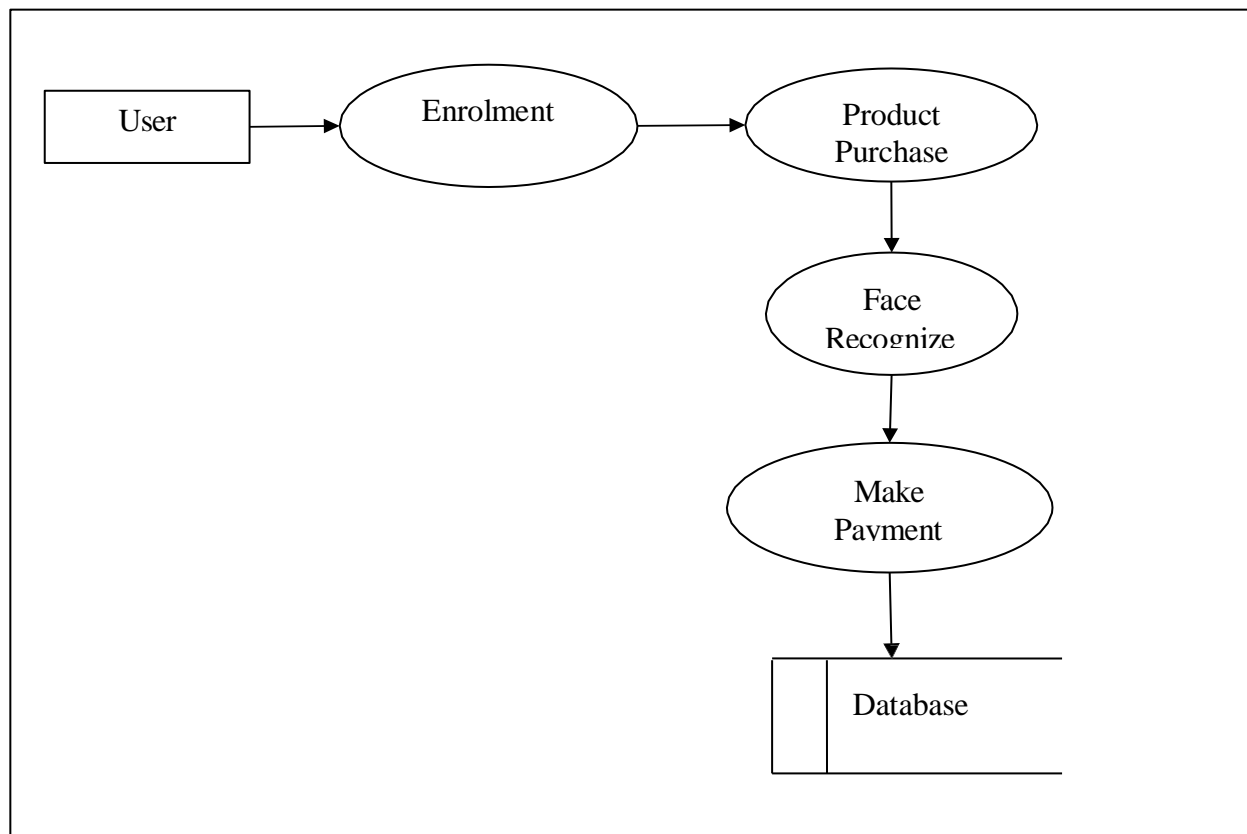 User
Enrolment
Product
Purchase
Face
Recognize
Make
Payment
Database